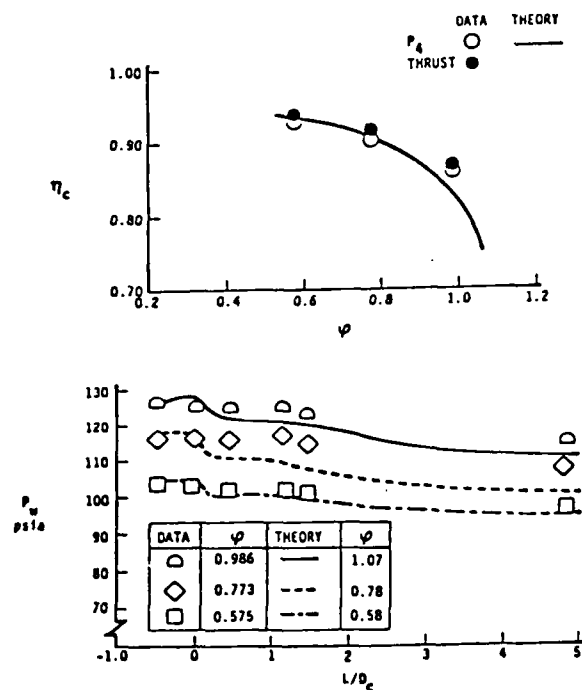 DATA THEORY
P4
THRUST
1.00
0.90
ηc
0.80
0.70
0.2 0.4 0.6 0.8 1.0 1.2
φ
130
120
110
Pw
psia
100
90
80
70
DATA φ THEORY φ
0.986 1.07
0.773 0.78
0.575 0.58
-1.0 0 1 2 3 4 5
L/Dc